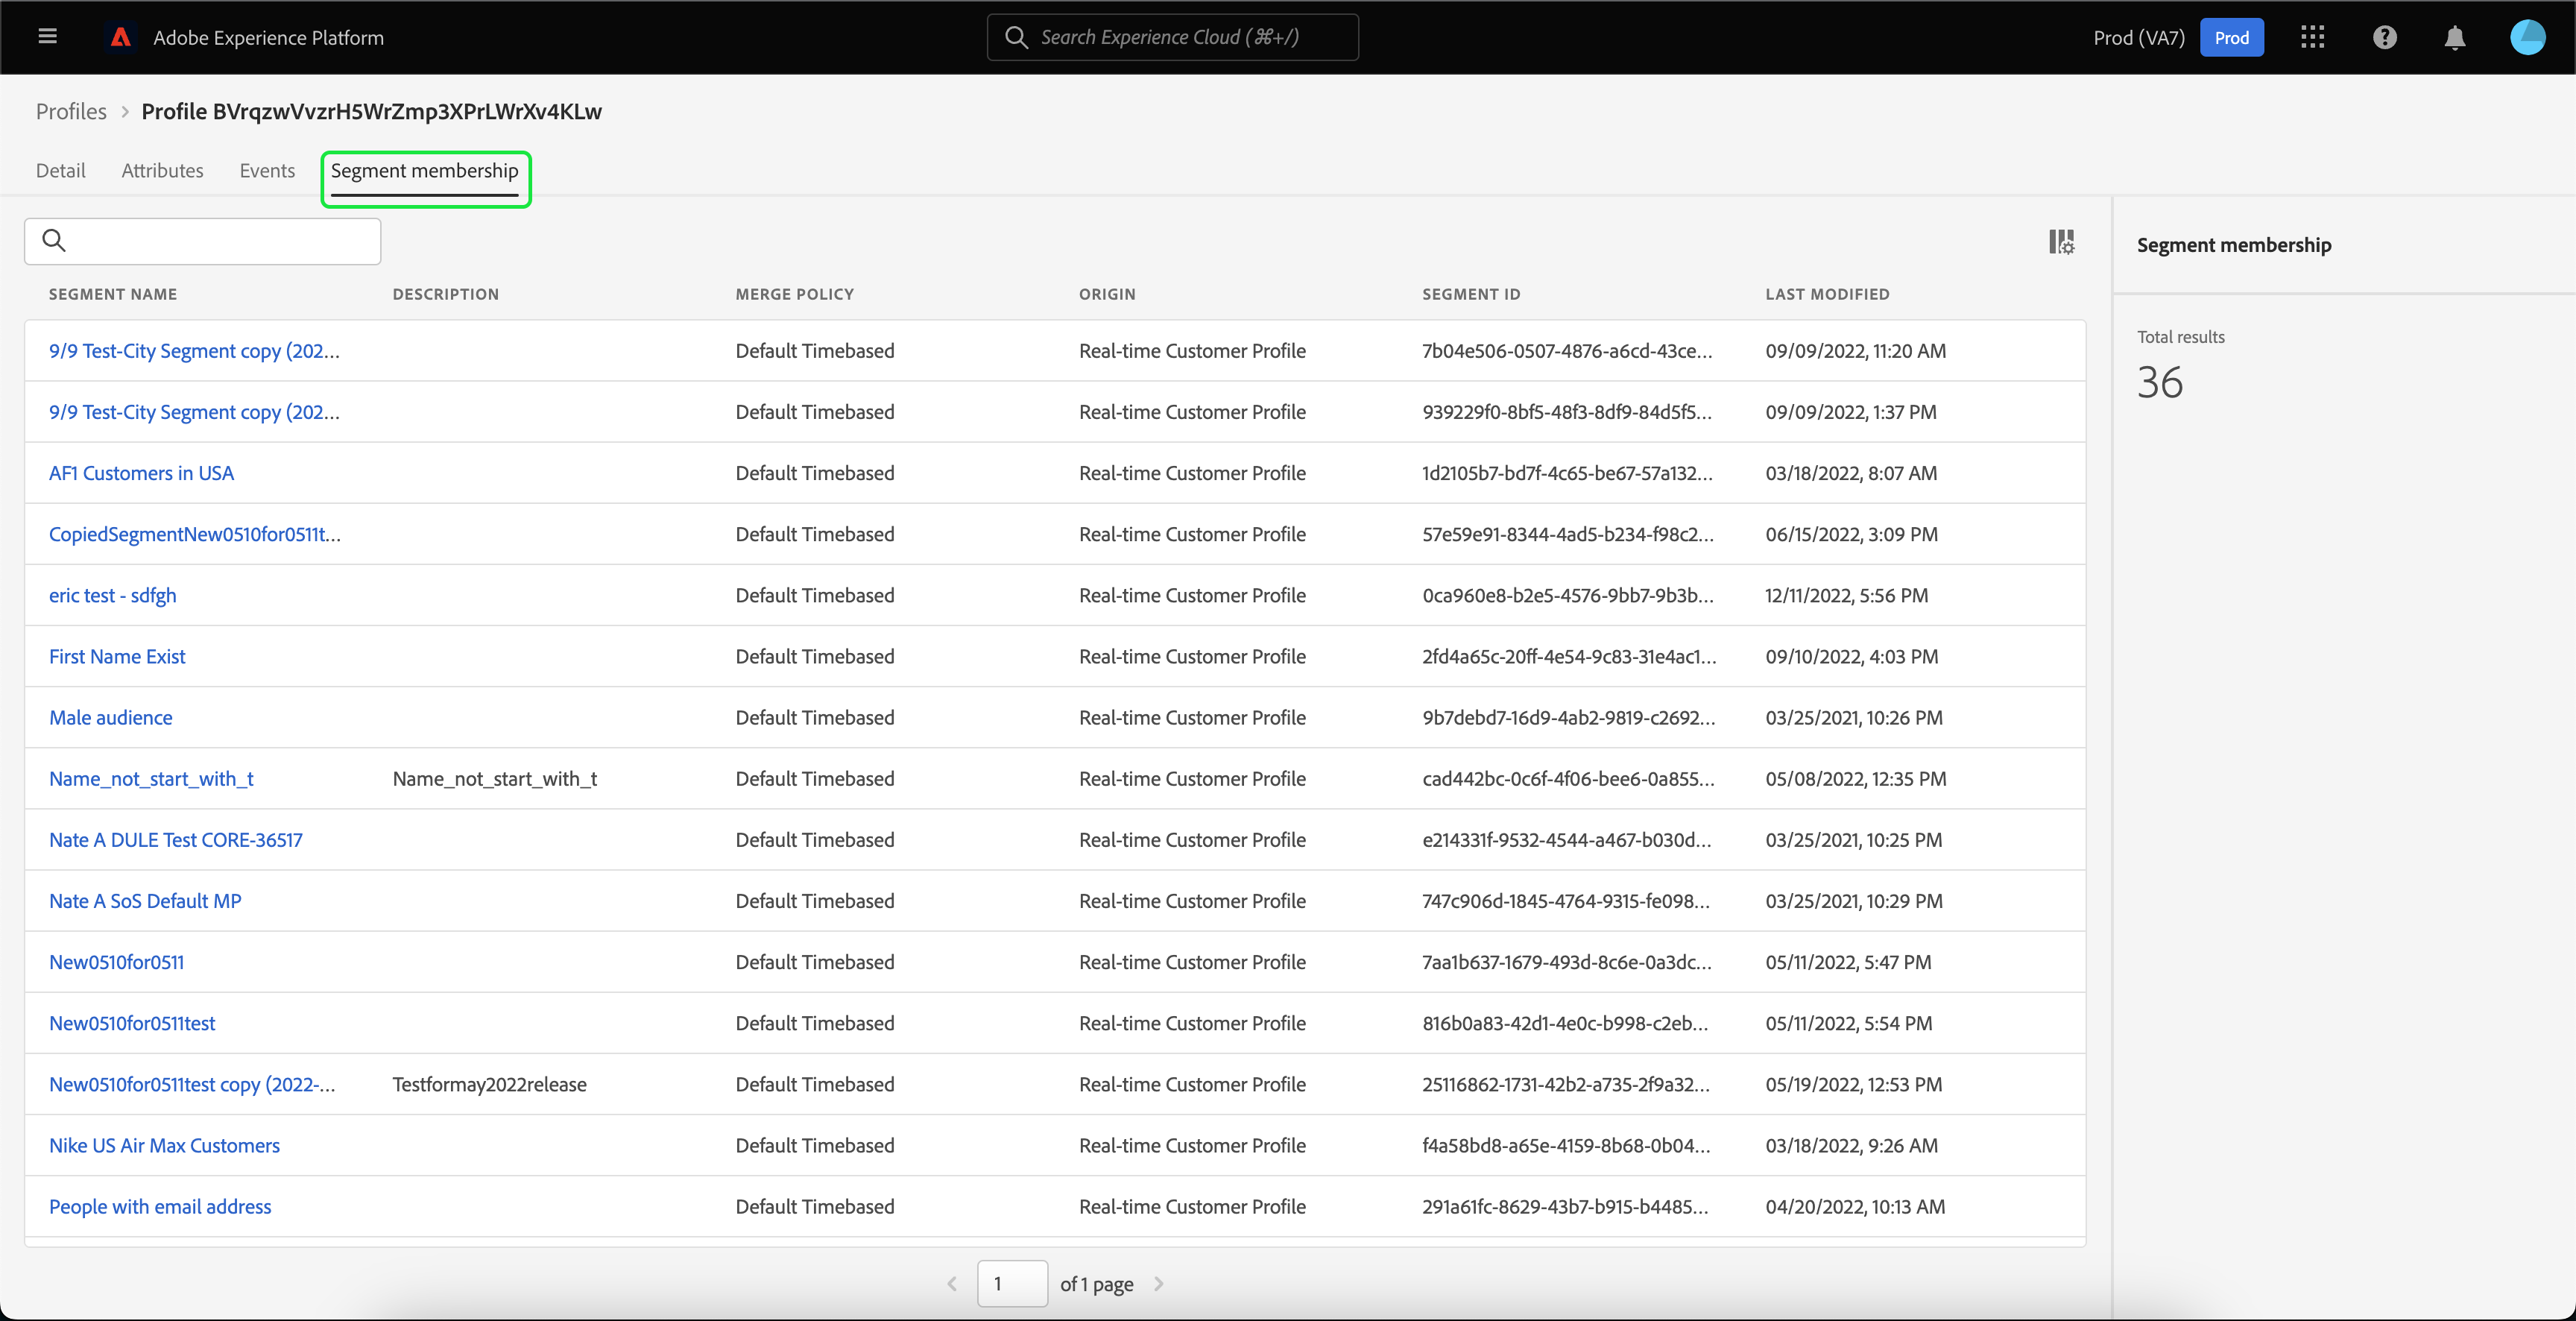 Adobe Experience Platform
Search Experience Cloud (⌘+/)
Prod (VA7)
Prod
Profiles > Profile BVrqzwVvzrH5WrZmp3XPrLWrXv4KLw
Detail Attributes Events Segment membership
SEGMENT NAME DESCRIPTION MERGE POLICY ORIGIN SEGMENT ID LAST MODIFIED
9/9 Test-City Segment copy (202... Default Timebased Real-time Customer Profile 7b04e506-0507-4876-a6cd-43ce... 09/09/2022, 11:20 AM
9/9 Test-City Segment copy (202... Default Timebased Real-time Customer Profile 939229f0-8bf5-48f3-8df9-84d5f5... 09/09/2022, 1:37 PM
AF1 Customers in USA Default Timebased Real-time Customer Profile 1d2105b7-bd7f-4c65-be67-57a132... 03/18/2022, 8:07 AM
CopiedSegmentNew0510for0511t... Default Timebased Real-time Customer Profile 57e59e91-8344-4ad5-b234-f98c2... 06/15/2022, 3:09 PM
eric test - sdfgh Default Timebased Real-time Customer Profile 0ca960e8-b2e5-4576-9bb7-9b3b... 12/11/2022, 5:56 PM
First Name Exist Default Timebased Real-time Customer Profile 2fd4a65c-20ff-4e54-9c83-31e4ac1... 09/10/2022, 4:03 PM
Male audience Default Timebased Real-time Customer Profile 9b7debd7-16d9-4ab2-9819-c2692... 03/25/2021, 10:26 PM
Name_not_start_with_t Name_not_start_with_t Default Timebased Real-time Customer Profile cad442bc-0c6f-4f06-bee6-0a855... 05/08/2022, 12:35 PM
Nate A DULE Test CORE-36517 Default Timebased Real-time Customer Profile e214331f-9532-4544-a467-b030d... 03/25/2021, 10:25 PM
Nate A SoS Default MP Default Timebased Real-time Customer Profile 747c906d-1845-4764-9315-fe098... 03/25/2021, 10:29 PM
New0510for0511 Default Timebased Real-time Customer Profile 7aa1b637-1679-493d-8c6e-0a3dc... 05/11/2022, 5:47 PM
New0510for0511test Default Timebased Real-time Customer Profile 816b0a83-42d1-4e0c-b998-c2eb... 05/11/2022, 5:54 PM
New0510for0511test copy (2022-... Testformay2022release Default Timebased Real-time Customer Profile 25116862-1731-42b2-a735-2f9a32... 05/19/2022, 12:53 PM
Nike US Air Max Customers Default Timebased Real-time Customer Profile f4a58bd8-a65e-4159-8b68-0b04... 03/18/2022, 9:26 AM
People with email address Default Timebased Real-time Customer Profile 291a61fc-8629-43b7-b915-b4485... 04/20/2022, 10:13 AM
1 of 1 page
Segment membership
Total results
36